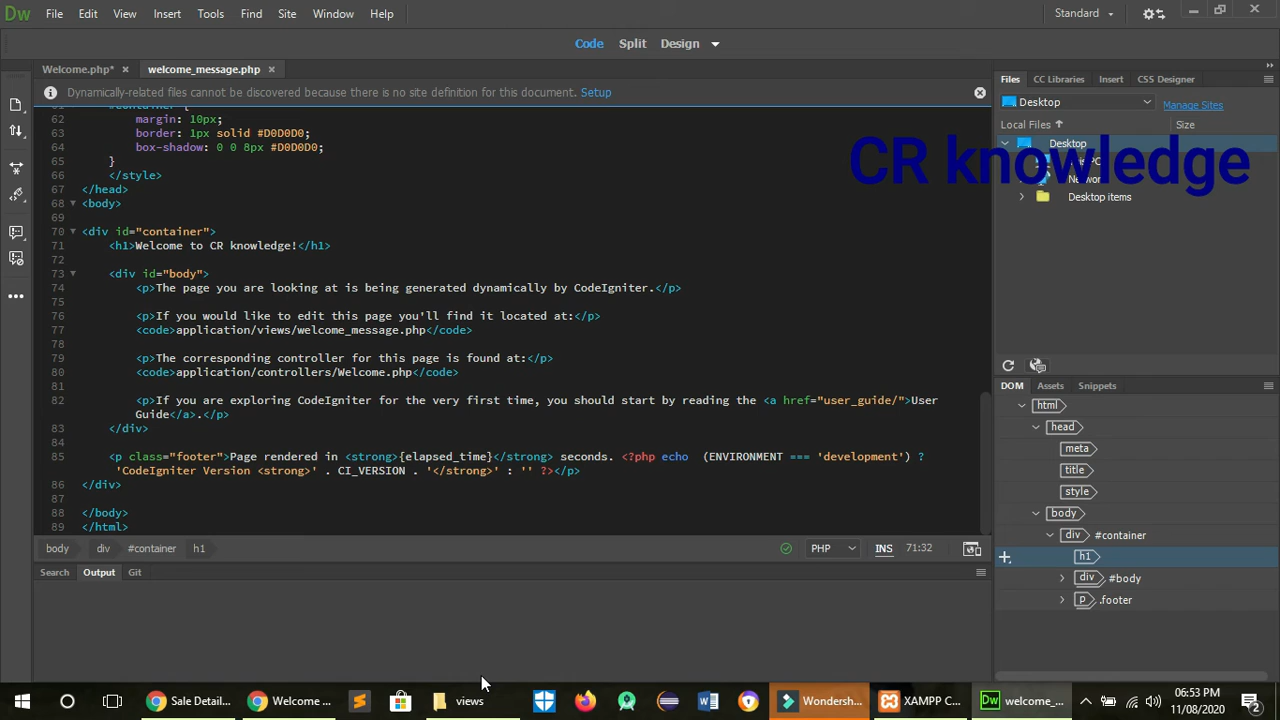 Dw File Edit View Insert Tools Find Site Window Help Standard
Code Split Design
Welcome.php* welcome_message.php
Dynamically-related files cannot be discovered because there is no site definition for this document. Setup
62 margin: 10px;
63 border: 1px solid #D0D0D0;
64 box-shadow: 0 0 8px #D0D0D0;
65 }
66 </style>
67 </head>
68 <body>
69
70 <div id="container">
71 <h1>Welcome to CR knowledge!</h1>
72
73 <div id="body">
74 <p>The page you are looking at is being generated dynamically by CodeIgniter.</p>
75
76 <p>If you would like to edit this page you'll find it located at:</p>
77 <code>application/views/welcome_message.php</code>
78
79 <p>The corresponding controller for this page is found at:</p>
80 <code>application/controllers/Welcome.php</code>
81
82 <p>If you are exploring CodeIgniter for the very first time, you should start by reading the <a href="user_guide/">User
Guide</a>.</p>
83 </div>
84
85 <p class="footer">Page rendered in <strong>{elapsed_time}</strong> seconds. <?php echo (ENVIRONMENT === 'development') ?
'CodeIgniter Version <strong>' . CI_VERSION . '</strong>' : '' ?></p>
86 </div>
87
88 </body>
89 </html>
body div #container h1 PHP INS 71:32
Search Output Git
Files CC Libraries Insert CSS Designer
Desktop Manage Sites
Local Files Size
Desktop
CR knowledge
Desktop items
DOM Assets Snippets
html
head
meta
title
style
body
div #container
h1
div #body
p .footer
Sale Detail... Welcome ... views Wondersh... XAMPP C... Dw welcome_...
06:53 PM
11/08/2020
2